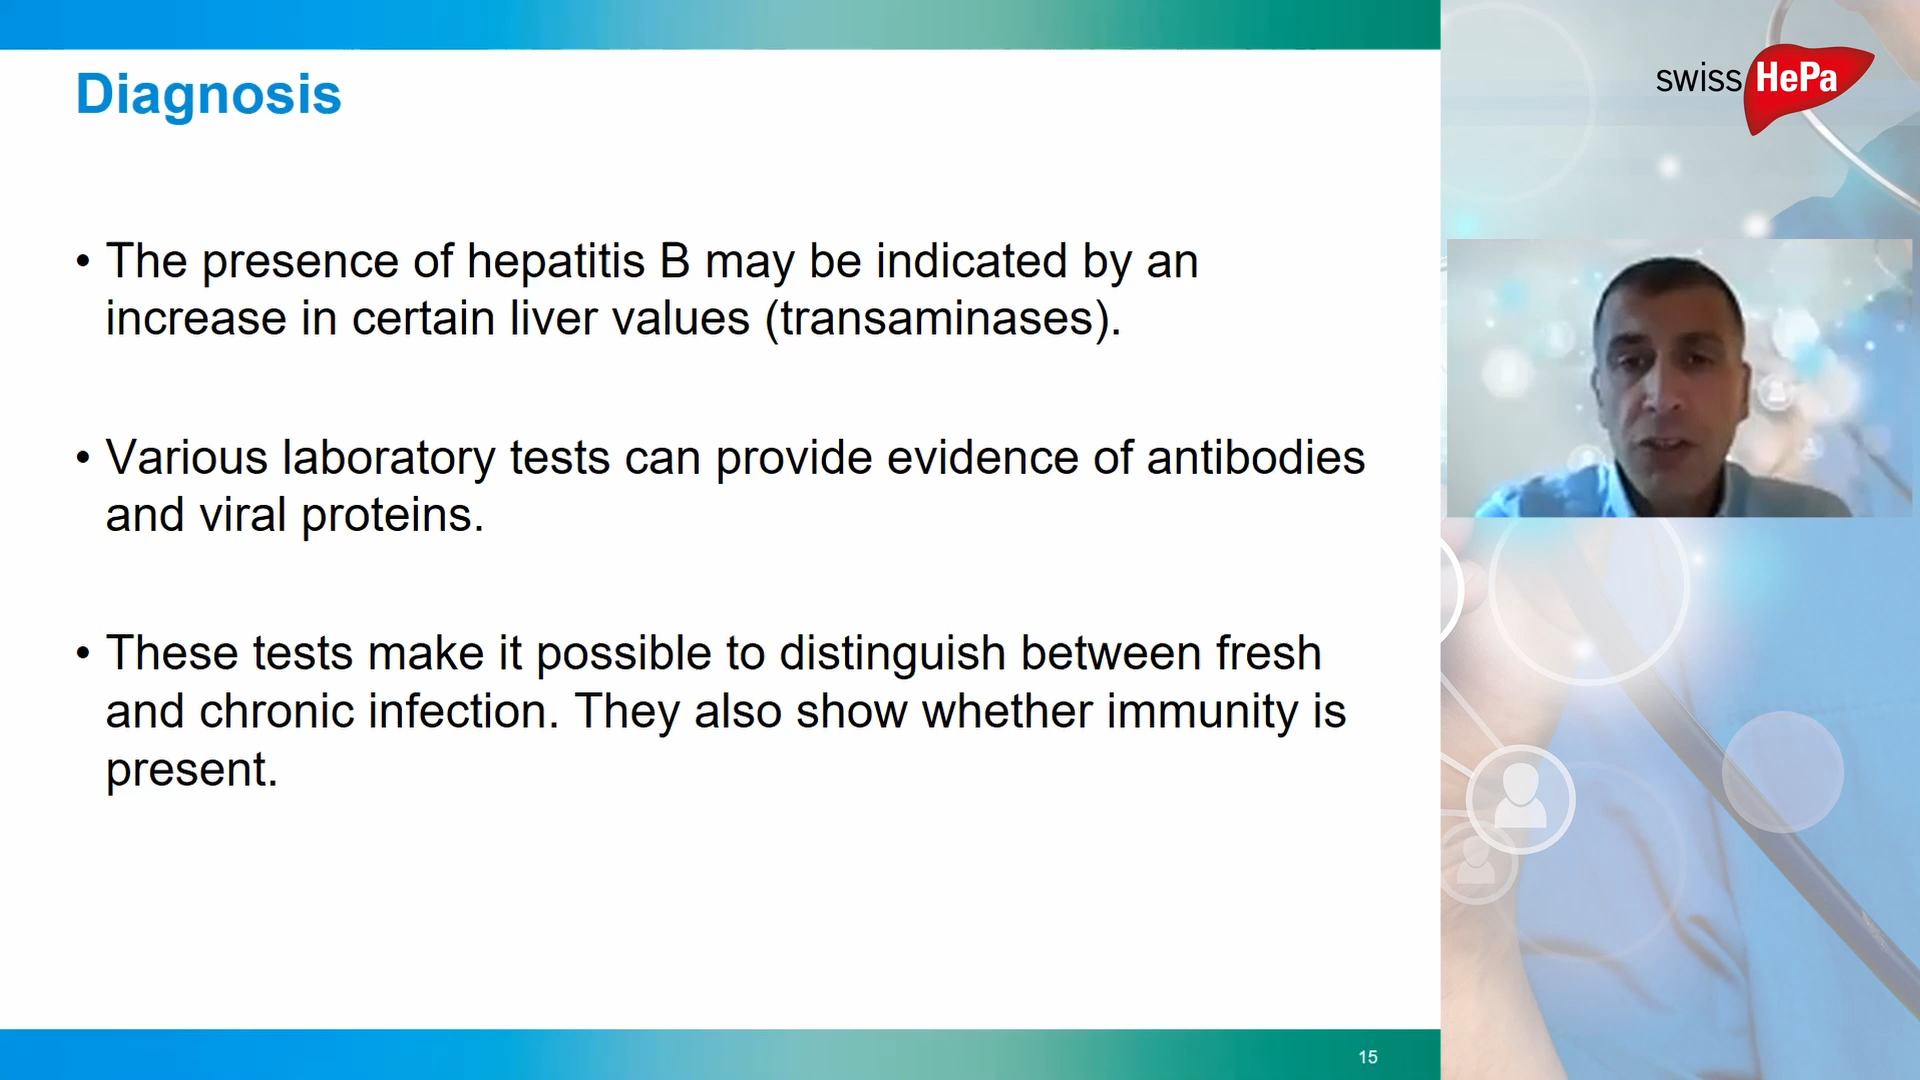 Diagnosis
• The presence of hepatitis B may be indicated by an
increase in certain liver values (transaminases).
• Various laboratory tests can provide evidence of antibodies
and viral proteins.
• These tests make it possible to distinguish between fresh
and chronic infection. They also show whether immunity is
present.
15
swiss HePa